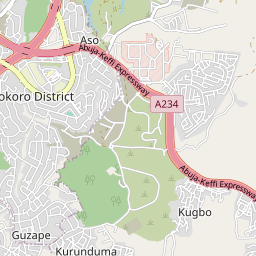 Aso
Abuja-Keffi Expressway
okoro District
A234
Abuja-Keffi Expressway
Kugbo
Guzape
Kurunduma